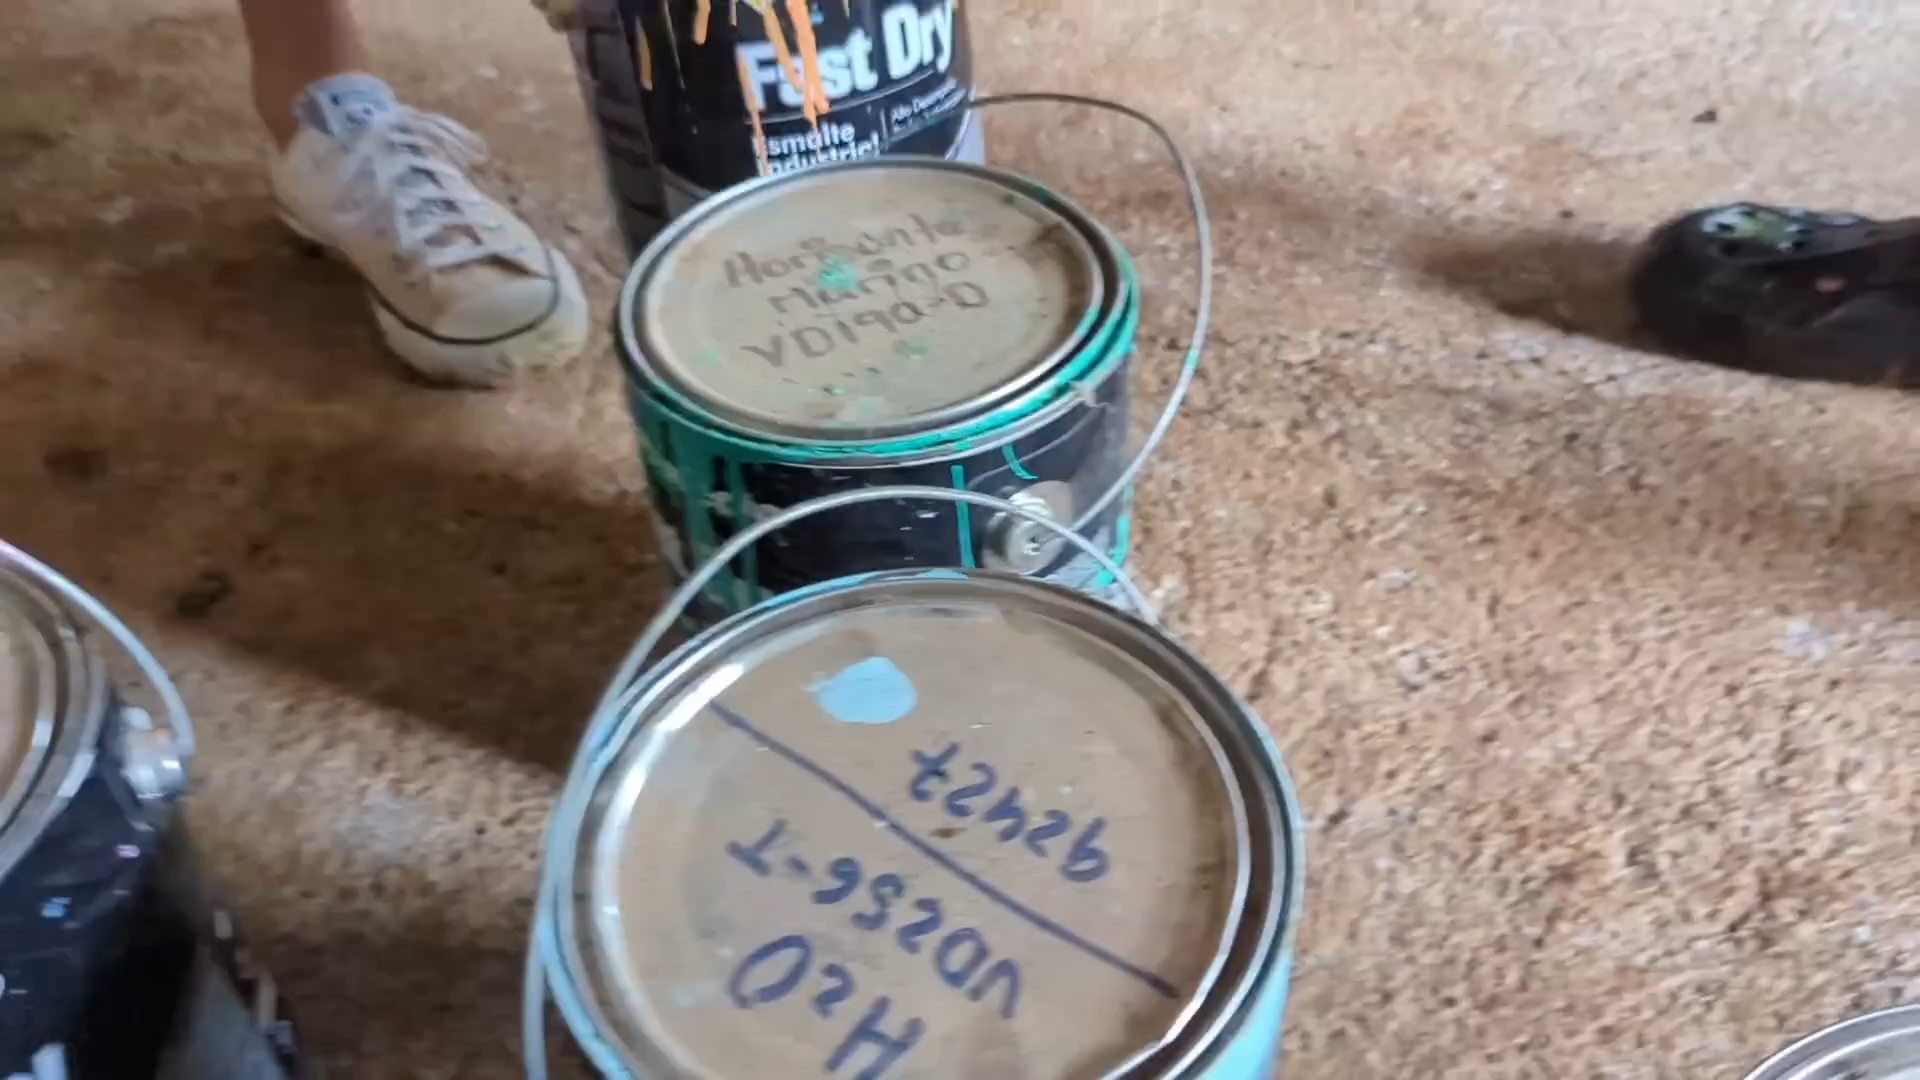 Fast Dry
Esmalte
Industrial
Horizonte
Marino
VD190-D
H2O
VD256-T
92427